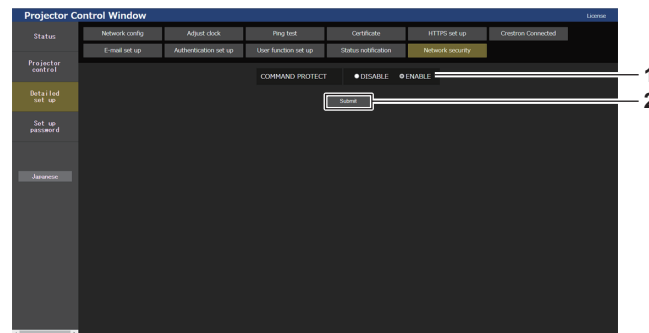 Projector Control Window
License
Status
Network config
Adjust clock
Ping test
Certificate
HTTPS set up
Crestron Connected
E-mail set up
Authentication set up
User function set up
Status notification
Network security
Projector
control
COMMAND PROTECT
DISABLE
ENABLE
1
Submit
2
Detailed
set up
Set up
password
Japanese